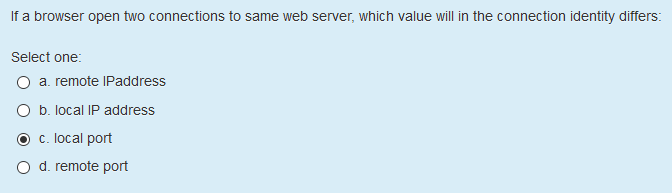 If a browser open two connections to same web server, which value will in the connection identity differs:
Select one:
a. remote IPaddress
b. local IP address
c. local port
d. remote port